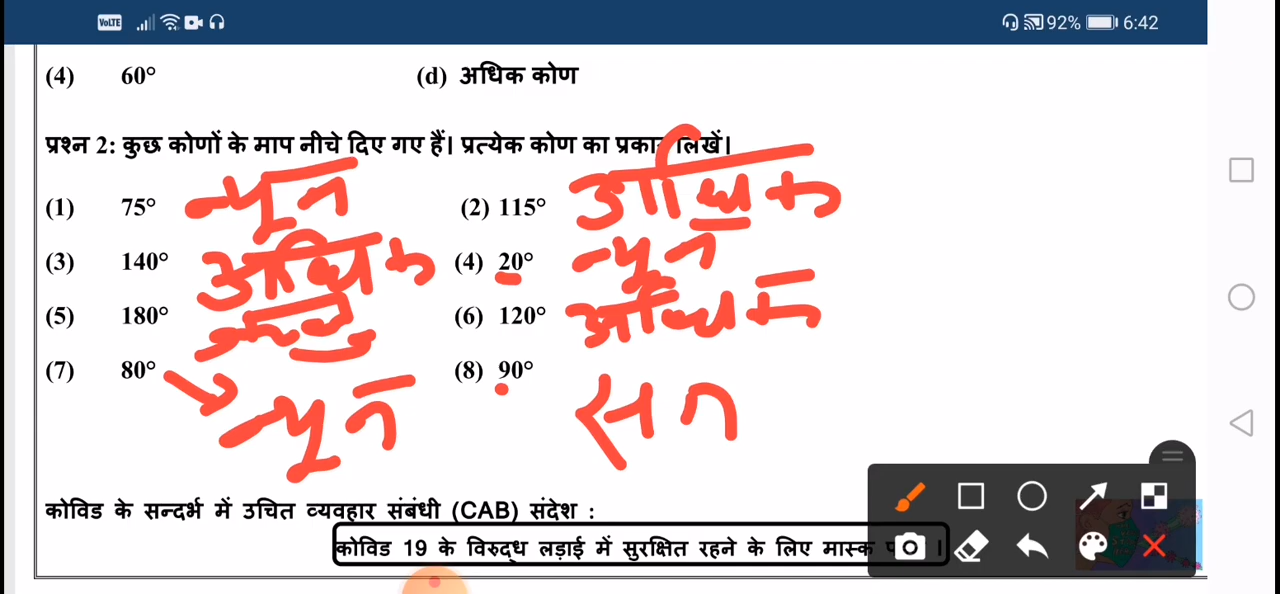 VoLTE 92% 6:42
(4) 60° (d) अधिक कोण
प्रश्न 2: कुछ कोणों के माप नीचे दिए गए हैं। प्रत्येक कोण का प्रकार लिखें।
(1) 75° न्यून (2) 115° अधिक
(3) 140° अधिक (4) 20° न्यून
(5) 180° (6) 120° अधिक
(7) 80° न्यून (8) 90°
कोविड के सन्दर्भ में उचित व्यवहार संबंधी (CAB) संदेश :
कोविड 19 के विरुद्ध लड़ाई में सुरक्षित रहने के लिए मास्क